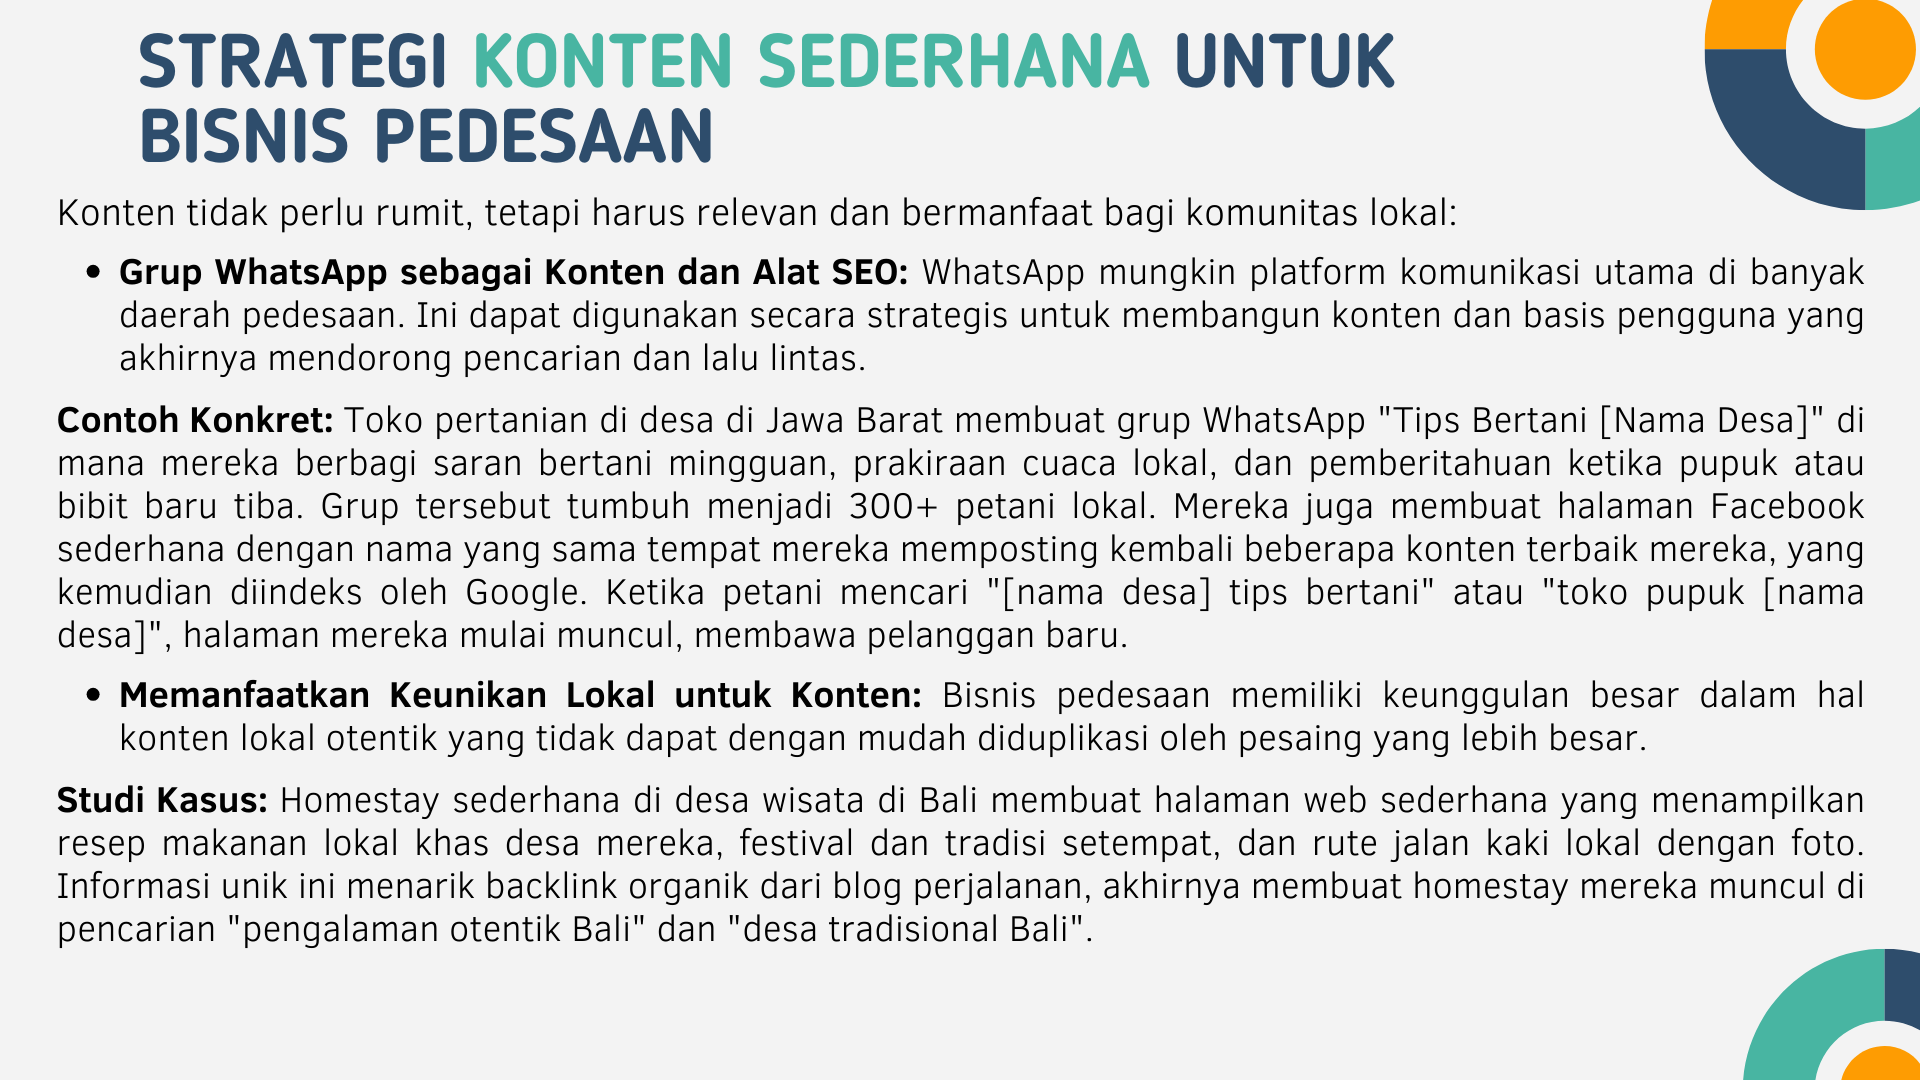 STRATEGI KONTEN SEDERHANA UNTUK
BISNIS PEDESAAN
Konten tidak perlu rumit, tetapi harus relevan dan bermanfaat bagi komunitas lokal:
• Grup WhatsApp sebagai Konten dan Alat SEO: WhatsApp mungkin platform komunikasi utama di banyak
daerah pedesaan. Ini dapat digunakan secara strategis untuk membangun konten dan basis pengguna yang
akhirnya mendorong pencarian dan lalu lintas.
Contoh Konkret: Toko pertanian di desa di Jawa Barat membuat grup WhatsApp "Tips Bertani [Nama Desa]" di
mana mereka berbagi saran bertani mingguan, prakiraan cuaca lokal, dan pemberitahuan ketika pupuk atau
bibit baru tiba. Grup tersebut tumbuh menjadi 300+ petani lokal. Mereka juga membuat halaman Facebook
sederhana dengan nama yang sama tempat mereka memposting kembali beberapa konten terbaik mereka, yang
kemudian diindeks oleh Google. Ketika petani mencari "[nama desa] tips bertani" atau "toko pupuk [nama
desa]", halaman mereka mulai muncul, membawa pelanggan baru.
• Memanfaatkan Keunikan Lokal untuk Konten: Bisnis pedesaan memiliki keunggulan besar dalam hal
konten lokal otentik yang tidak dapat dengan mudah diduplikasi oleh pesaing yang lebih besar.
Studi Kasus: Homestay sederhana di desa wisata di Bali membuat halaman web sederhana yang menampilkan
resep makanan lokal khas desa mereka, festival dan tradisi setempat, dan rute jalan kaki lokal dengan foto.
Informasi unik ini menarik backlink organik dari blog perjalanan, akhirnya membuat homestay mereka muncul di
pencarian "pengalaman otentik Bali" dan "desa tradisional Bali".